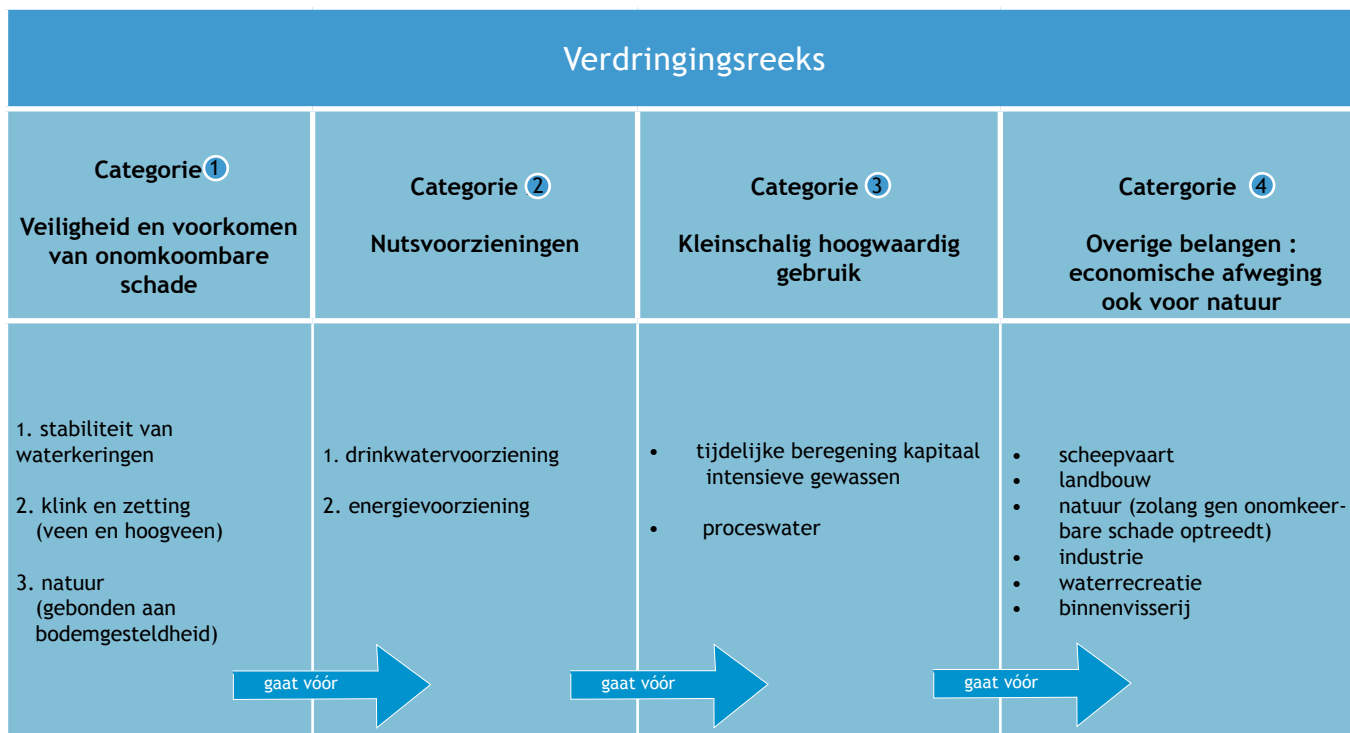 Verdringingsreeks
Categorie 1
Veiligheid en voorkomen
van onomkoombare
schade
Categorie 2
Nutsvoorzieningen
Categorie 3
Kleinschalig hoogwaardig
gebruik
Catergorie 4
Overige belangen :
economische afweging
ook voor natuur
1. stabiliteit van
waterkeringen
2. klink en zetting
(veen en hoogveen)
3. natuur
(gebonden aan
bodemgesteldheid)
1. drinkwatervoorziening
2. energievoorziening
• tijdelijke beregening kapitaal
intensieve gewassen
• proceswater
• scheepvaart
• landbouw
• natuur (zolang gen onomkeer-
bare schade optreedt)
• industrie
• waterrecreatie
• binnenvisserij
gaat vóór
gaat vóór
gaat vóór